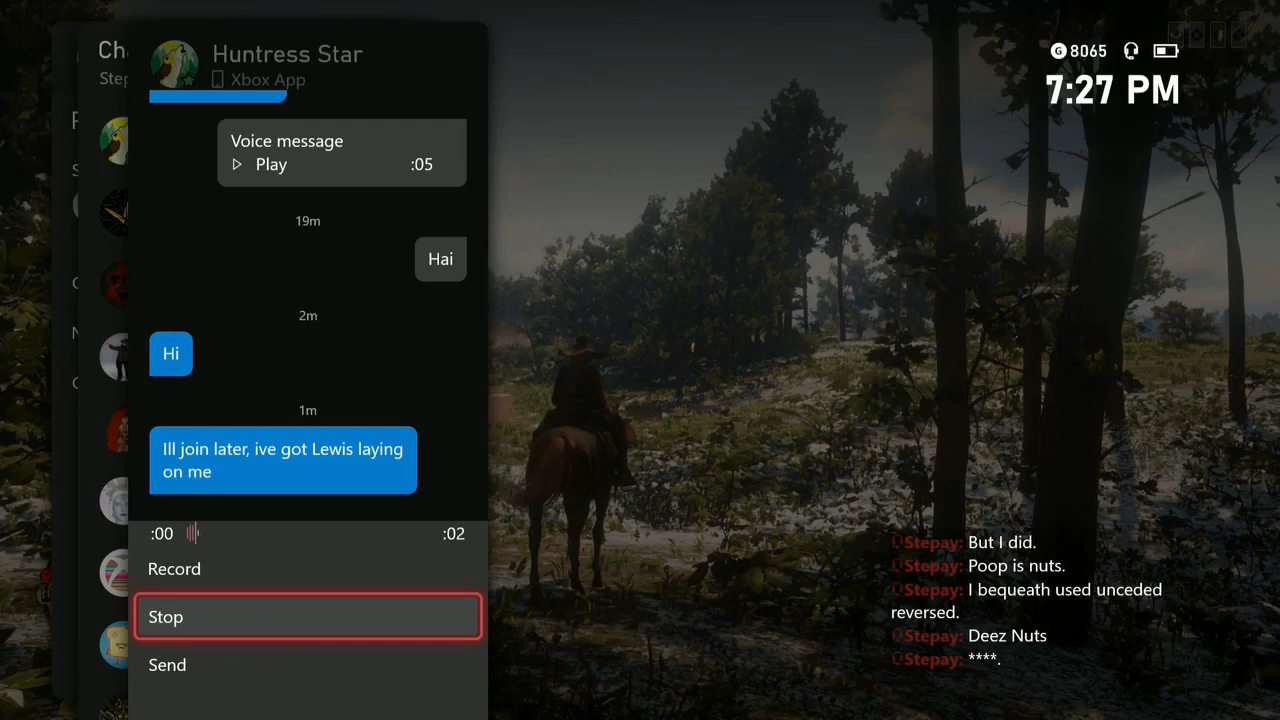 Ch
Step
Huntress Star
Xbox App
Voice message
Play :05
19m
Hai
2m
Hi
1m
Ill join later, ive got Lewis laying
on me
:00 :02
Record
Stop
Send
G 8065
7:27 PM
Stepay: But I did.
Stepay: Poop is nuts.
Stepay: I bequeath used unceded
reversed.
Stepay: Deez Nuts
Stepay: ****.